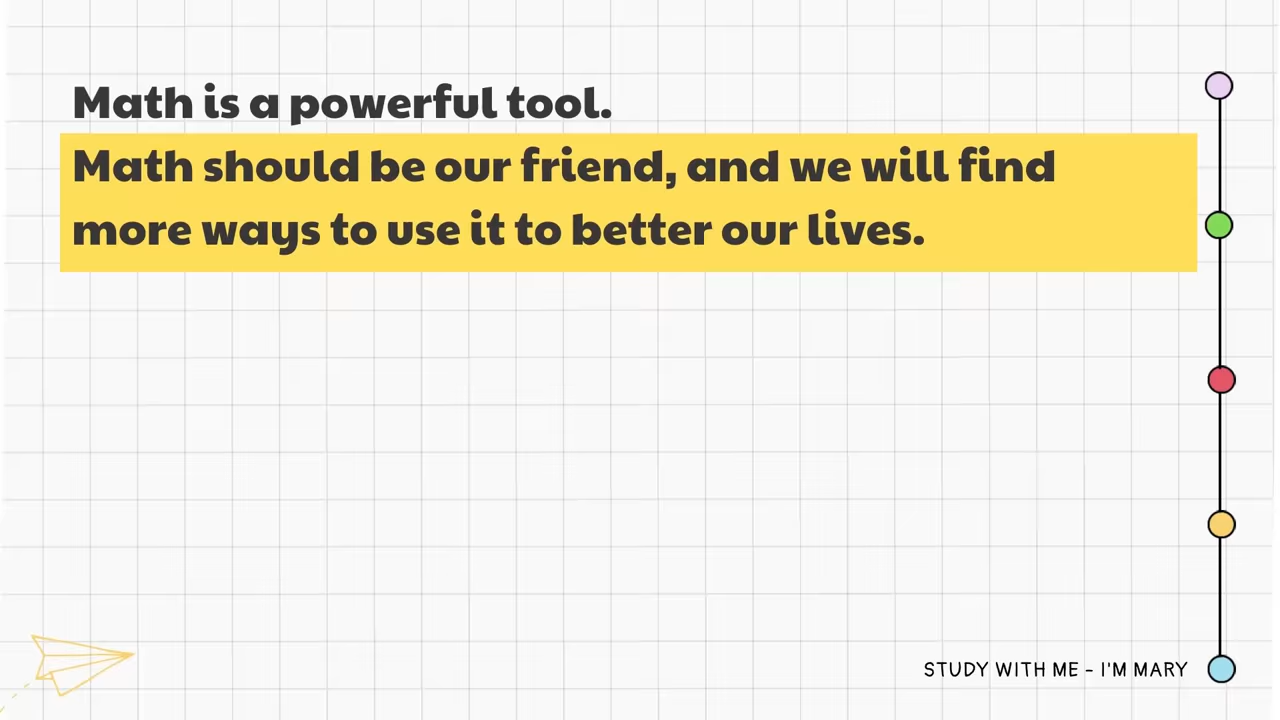 Math is a powerful tool.
Math should be our friend, and we will find
more ways to use it to better our lives.
STUDY WITH ME - I'M MARY